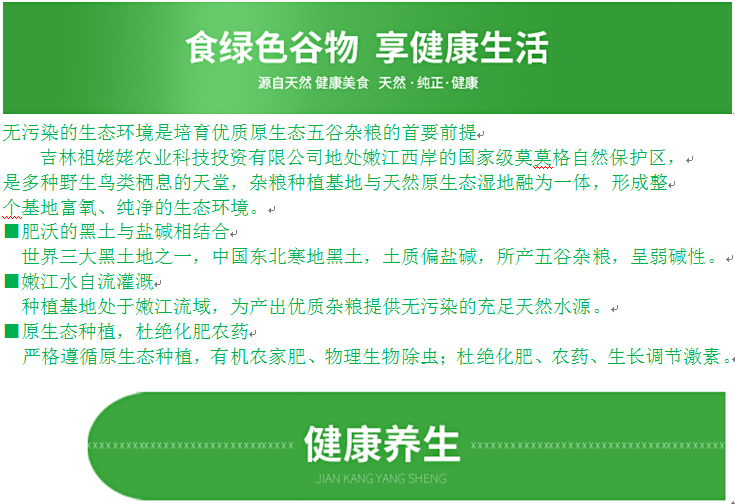 食绿色谷物 享健康生活
源自天然 健康美食 天然·纯正·健康
无污染的生态环境是培育优质原生态五谷杂粮的首要前提
吉林祖姥姥农业科技投资有限公司地处嫩江西岸的国家级莫莫格自然保护区，
是多种野生鸟类栖息的天堂，杂粮种植基地与天然原生态湿地融为一体，形成整
个基地富氧、纯净的生态环境。
■肥沃的黑土与盐碱相结合
世界三大黑土地之一，中国东北寒地黑土，土质偏盐碱，所产五谷杂粮，呈弱碱性。
■嫩江水自流灌溉
种植基地处于嫩江流域，为产出优质杂粮提供无污染的充足天然水源。
■原生态种植，杜绝化肥农药
严格遵循原生态种植，有机农家肥、物理生物除虫；杜绝化肥、农药、生长调节激素。
健康养生
JIAN KANG YANG SHENG